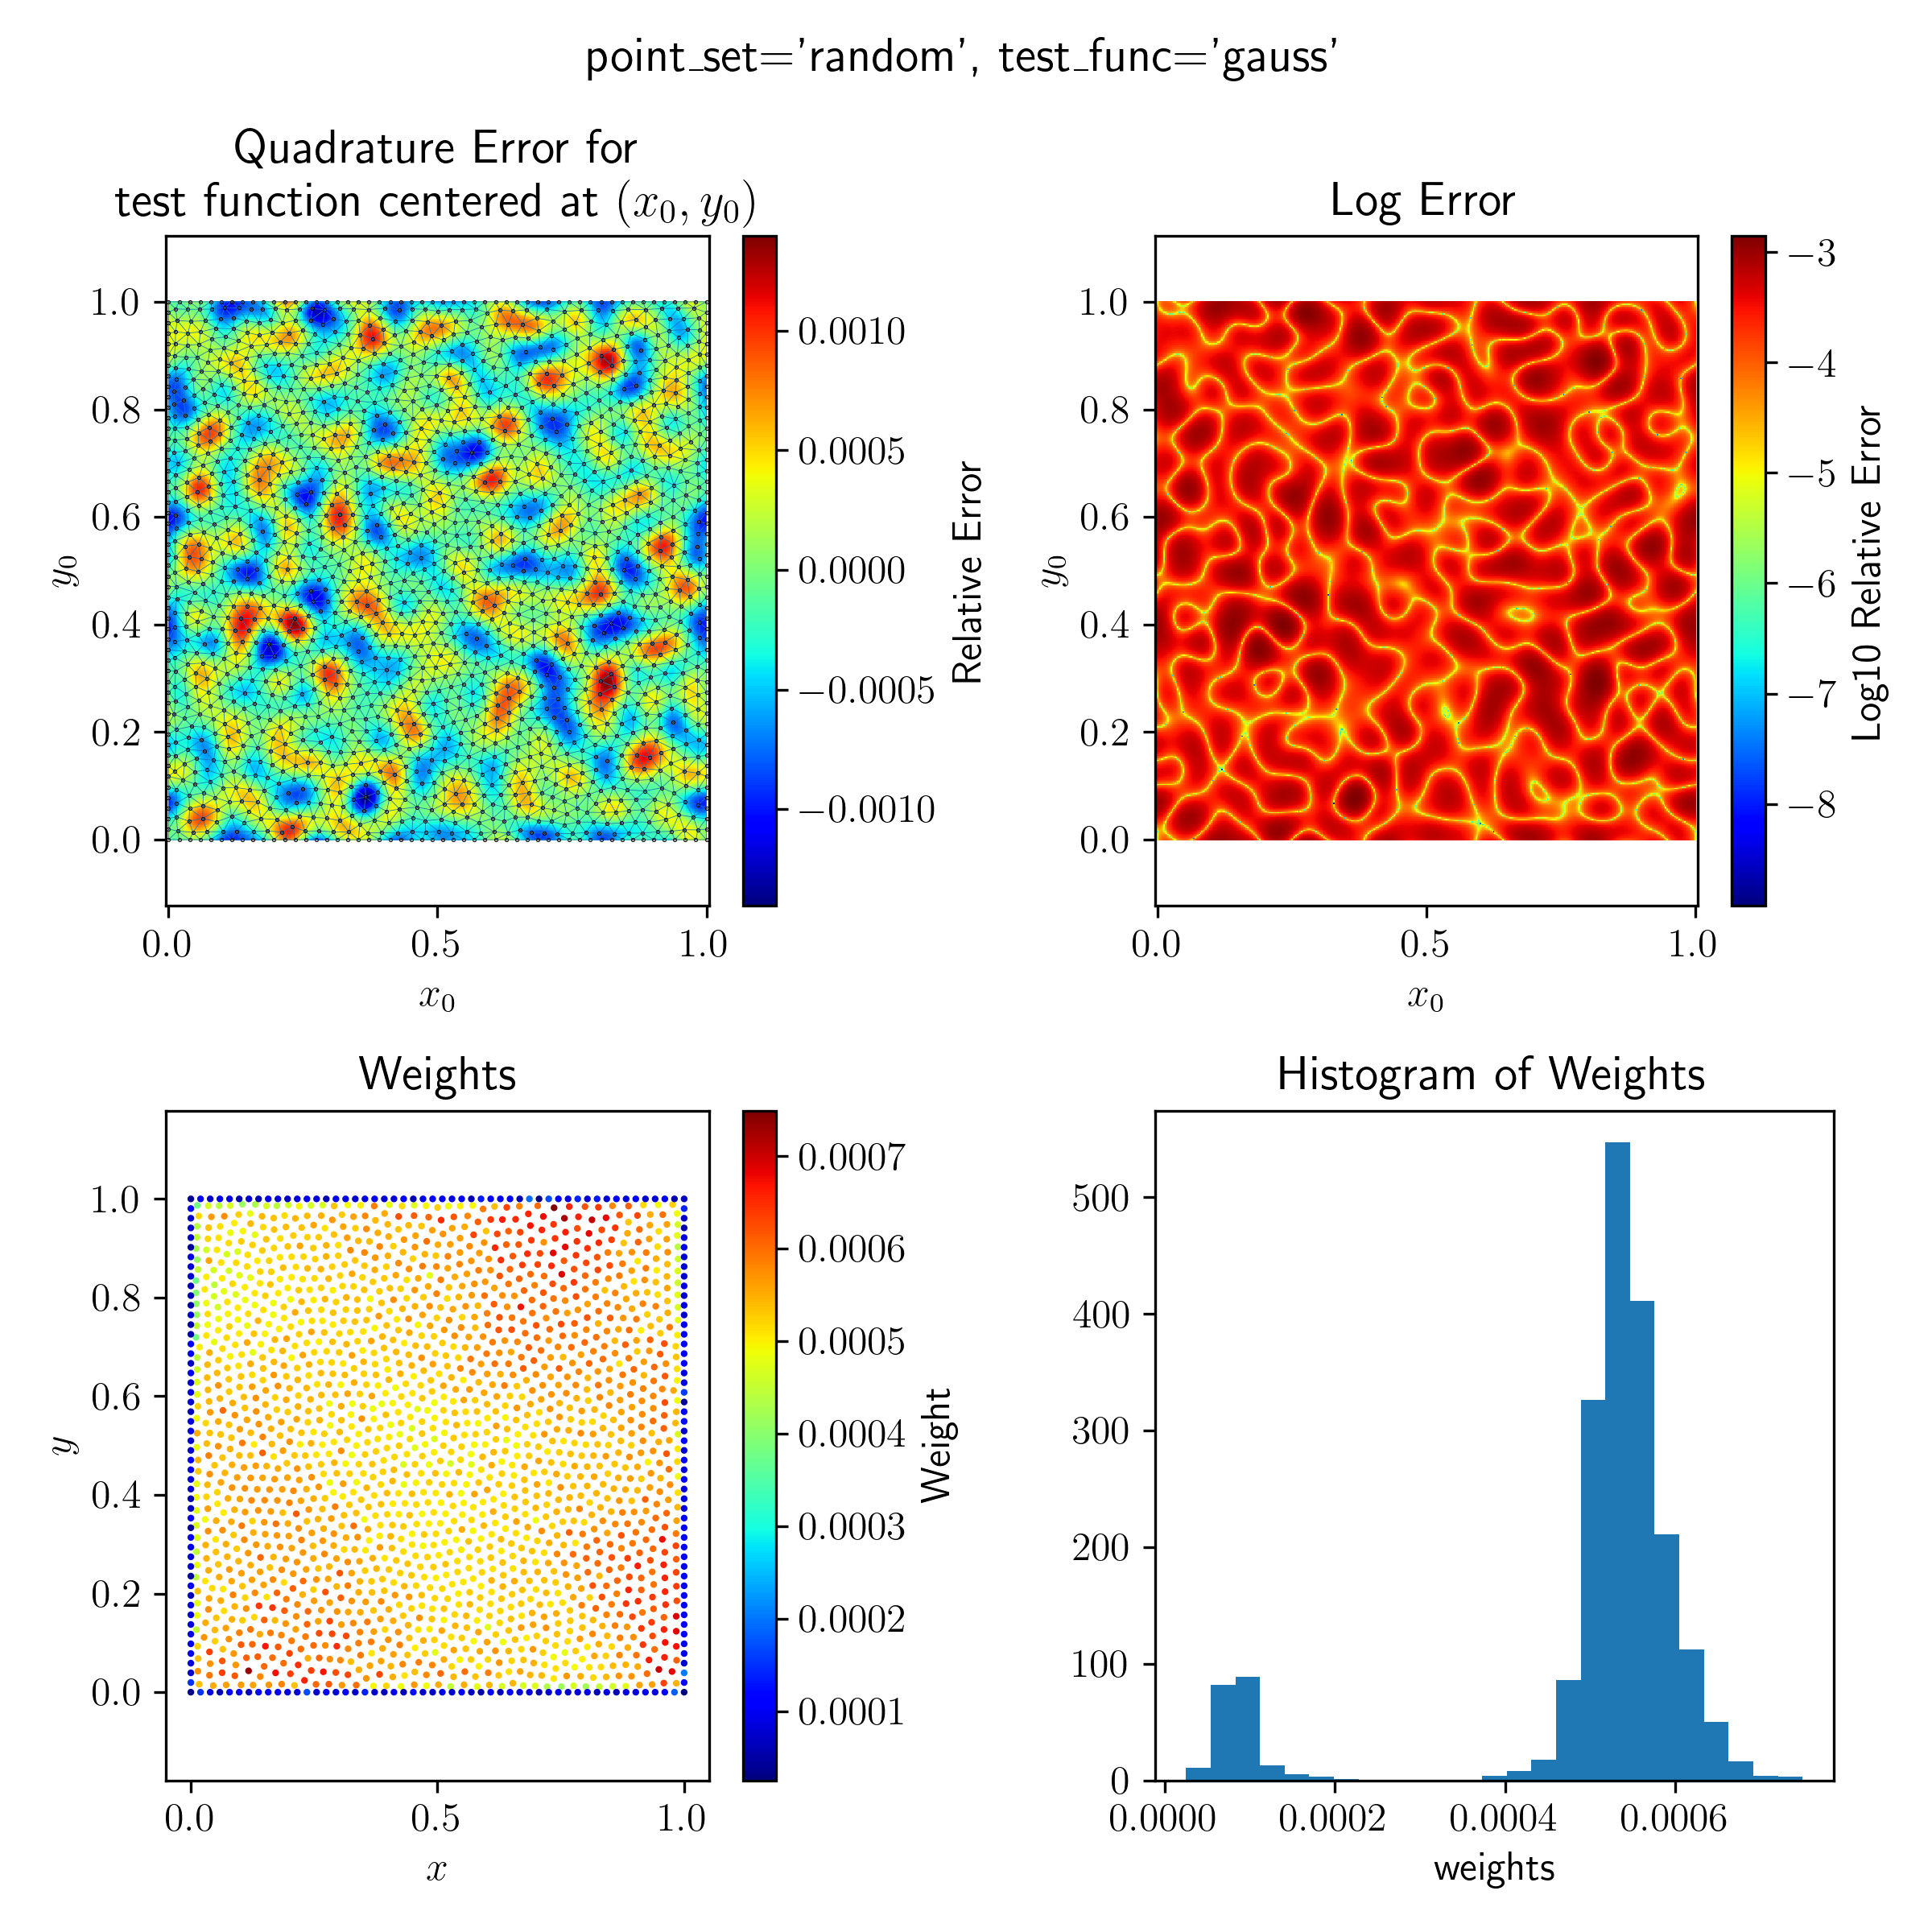 point_set='random', test_func='gauss'
Quadrature Error for
test function centered at (x₀, y₀)
1.0
0.8
0.6
0.4
0.2
0.0
y₀
0.0 0.5 1.0
x₀
0.0010
0.0005
0.0000
−0.0005
−0.0010
Relative Error
Log Error
1.0
0.8
0.6
0.4
0.2
0.0
y₀
0.0 0.5 1.0
x₀
−3
−4
−5
−6
−7
−8
Log10 Relative Error
Weights
1.0
0.8
0.6
0.4
0.2
0.0
y
0.0 0.5 1.0
x
0.0007
0.0006
0.0005
0.0004
0.0003
0.0002
0.0001
Weight
Histogram of Weights
500
400
300
200
100
0
0.0000 0.0002 0.0004 0.0006
weights